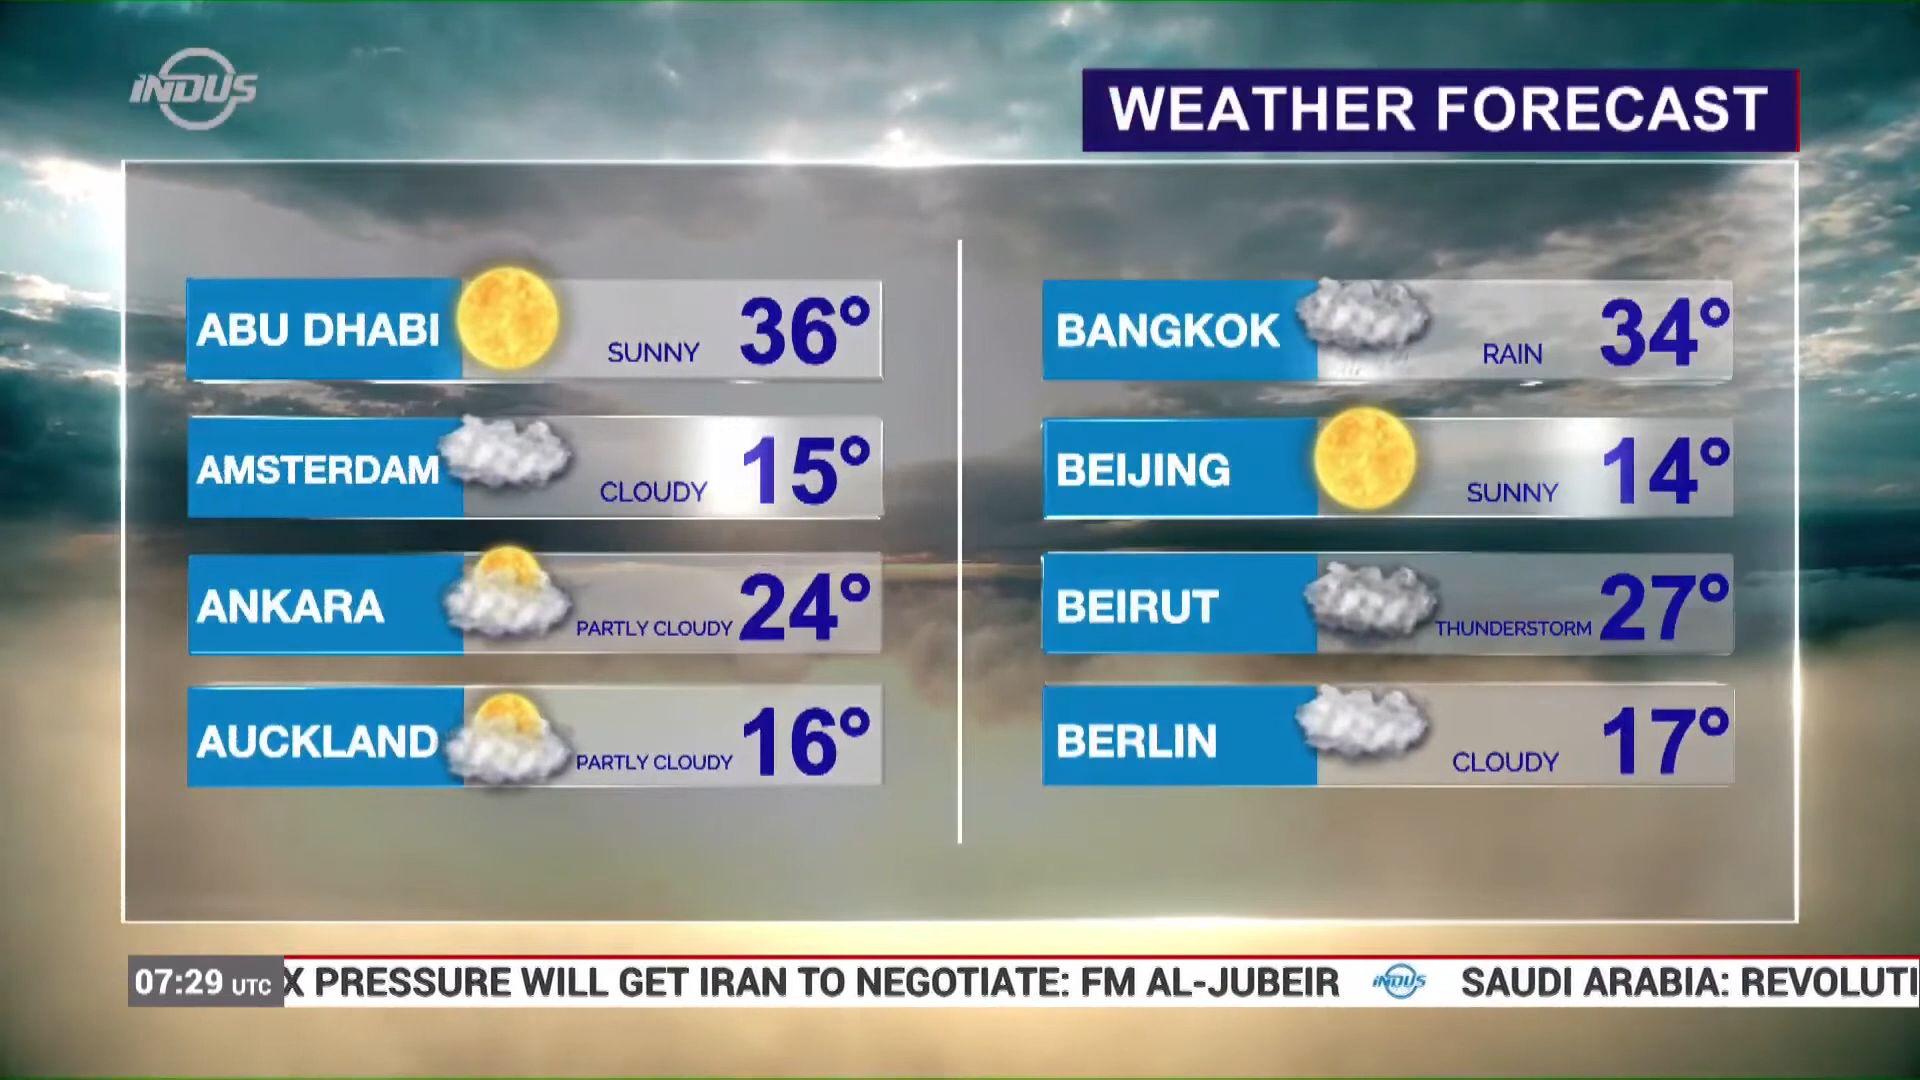 INDUS
WEATHER FORECAST
ABU DHABI SUNNY 36°
AMSTERDAM CLOUDY 15°
ANKARA PARTLY CLOUDY 24°
AUCKLAND PARTLY CLOUDY 16°
BANGKOK RAIN 34°
BEIJING SUNNY 14°
BEIRUT THUNDERSTORM 27°
BERLIN CLOUDY 17°
07:29 UTC X PRESSURE WILL GET IRAN TO NEGOTIATE: FM AL-JUBEIR INDUS SAUDI ARABIA: REVOLUTI